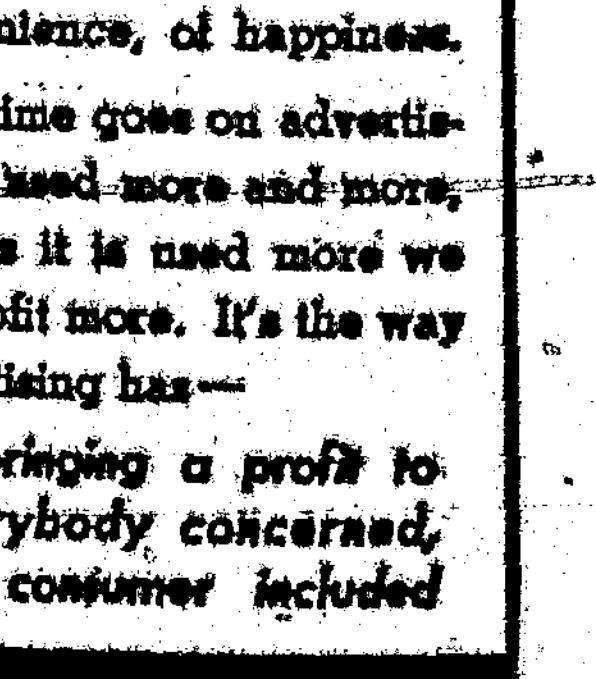 nience, of happiness.
ime goes on advertis-
used more and more,
s it is used more we
ofit more. It's the way
ising has—
ringing a profit to
rybody concerned,
consumer included